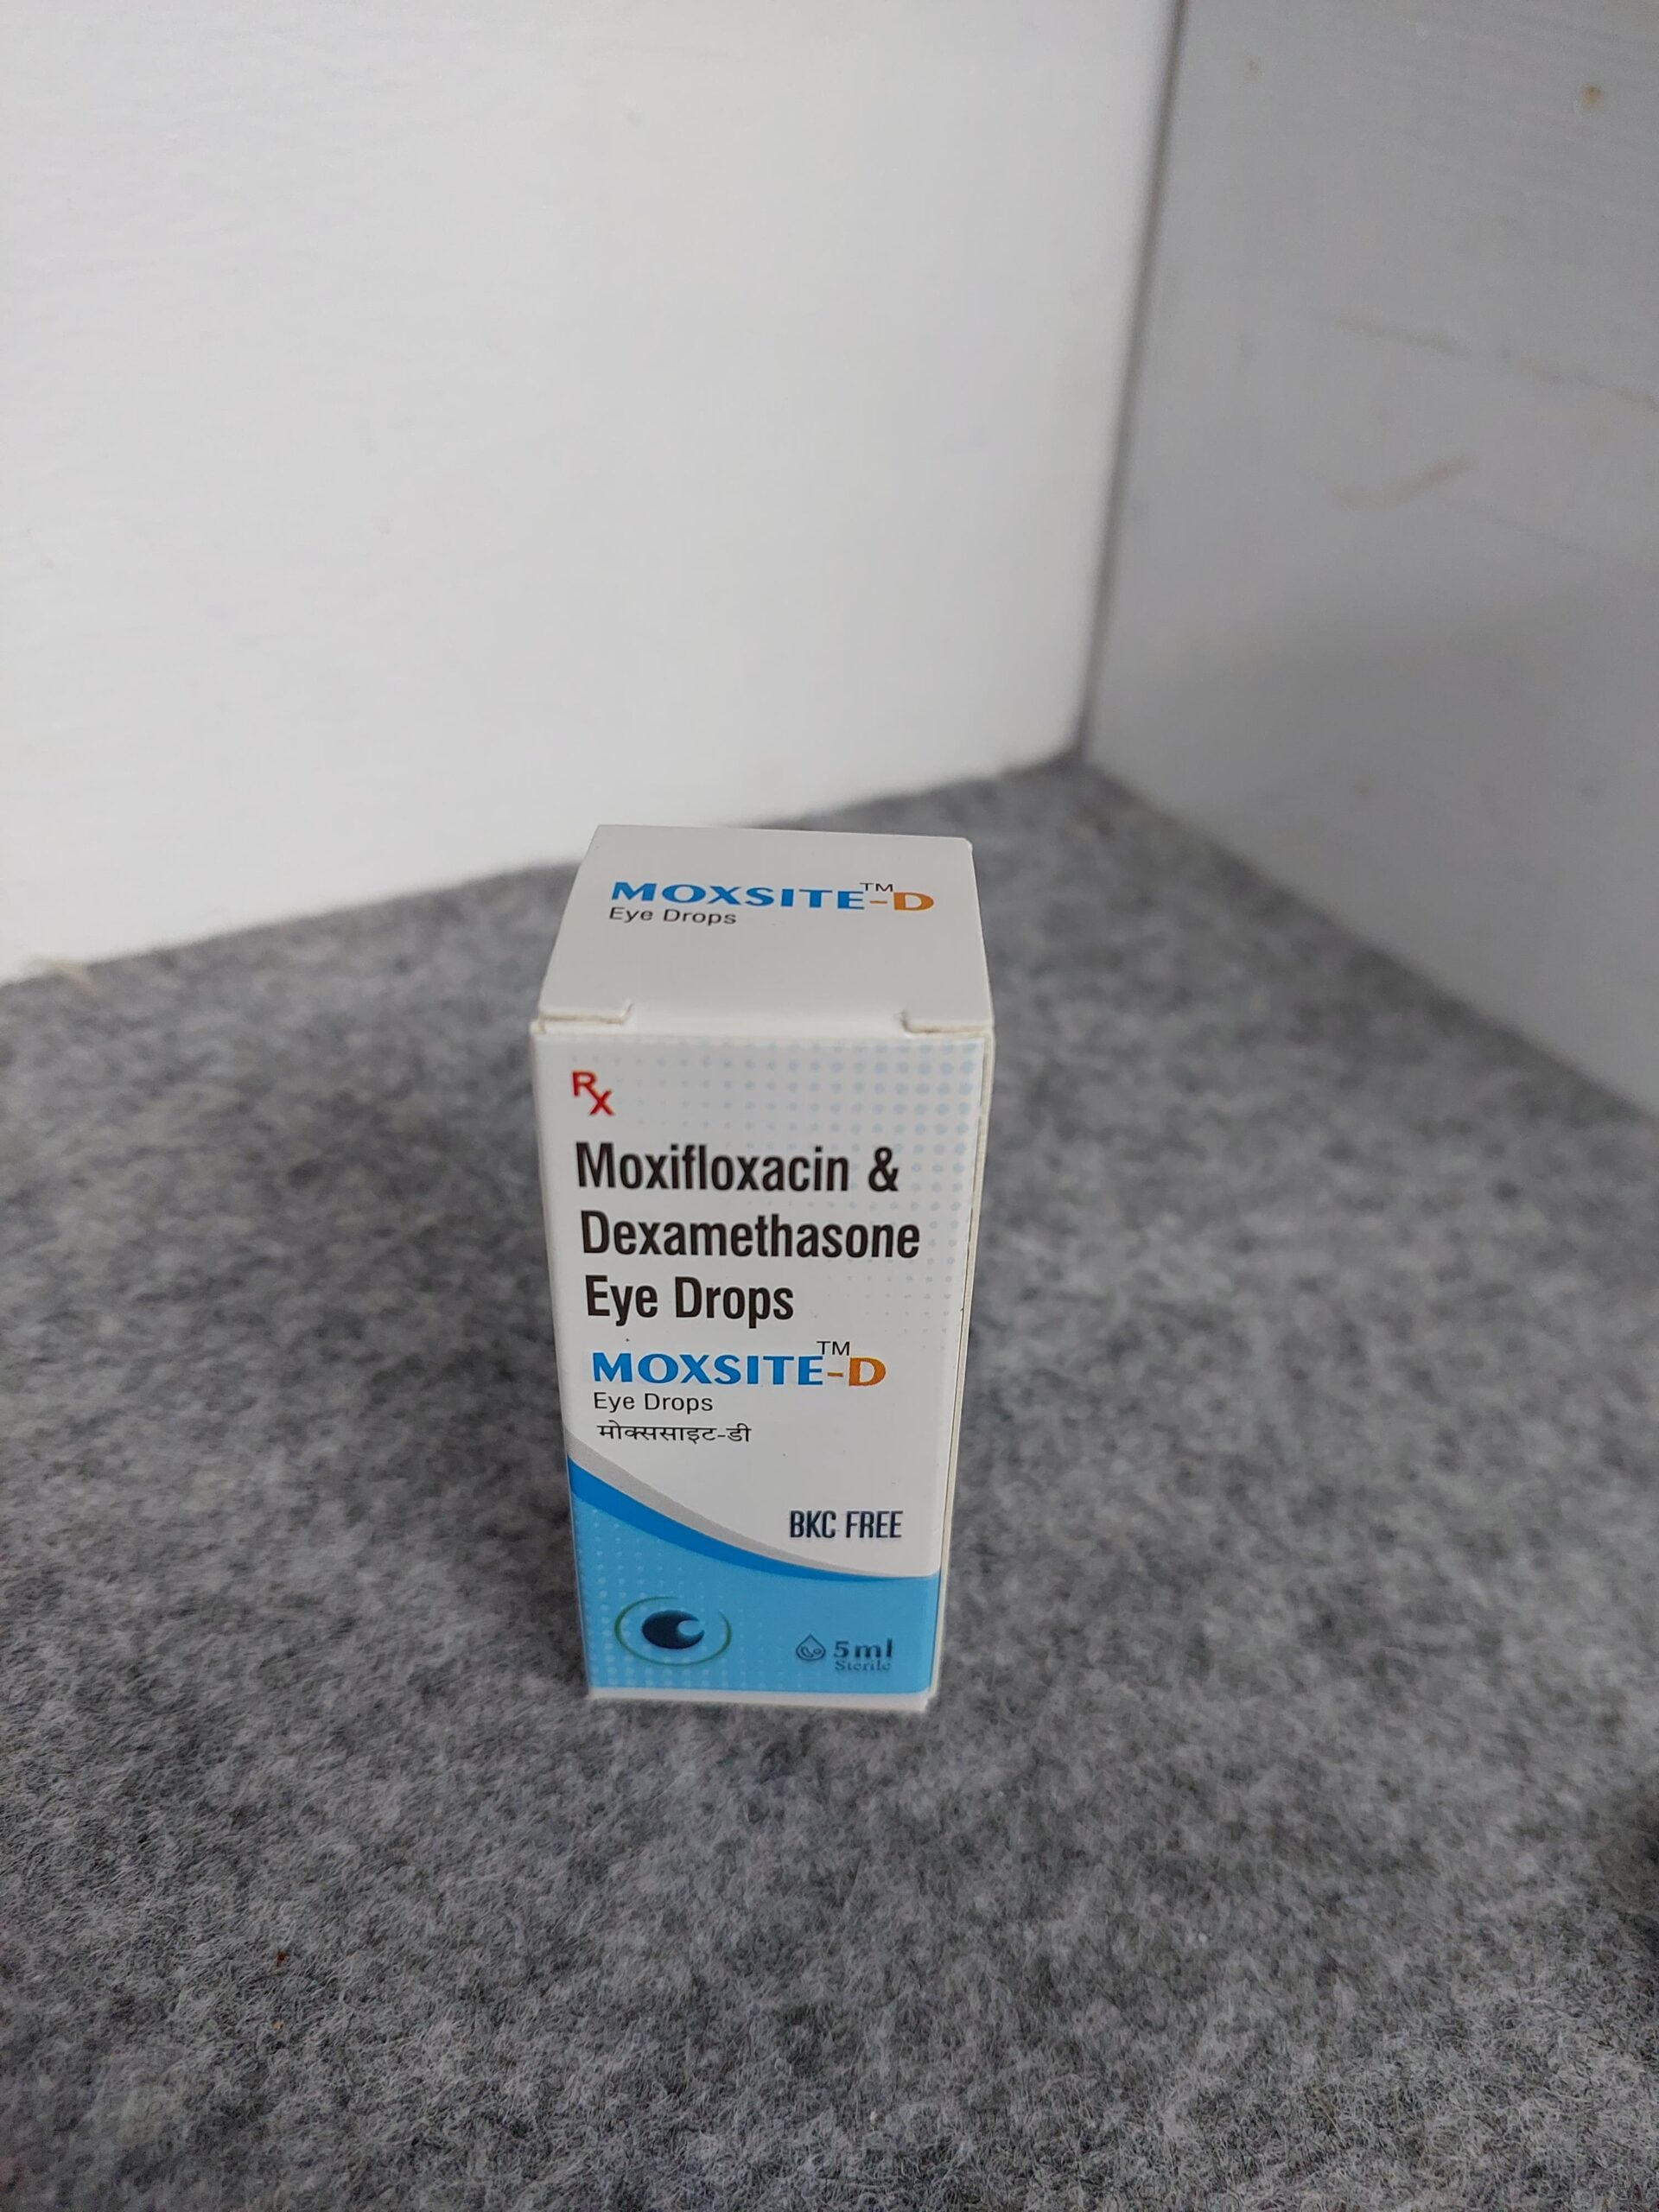 MOXSITE™-D
Eye Drops
Rx
Moxifloxacin &
Dexamethasone
Eye Drops
MOXSITE™-D
Eye Drops
मोक्ससाइट-डी
BKC FREE
5ml
Sterile